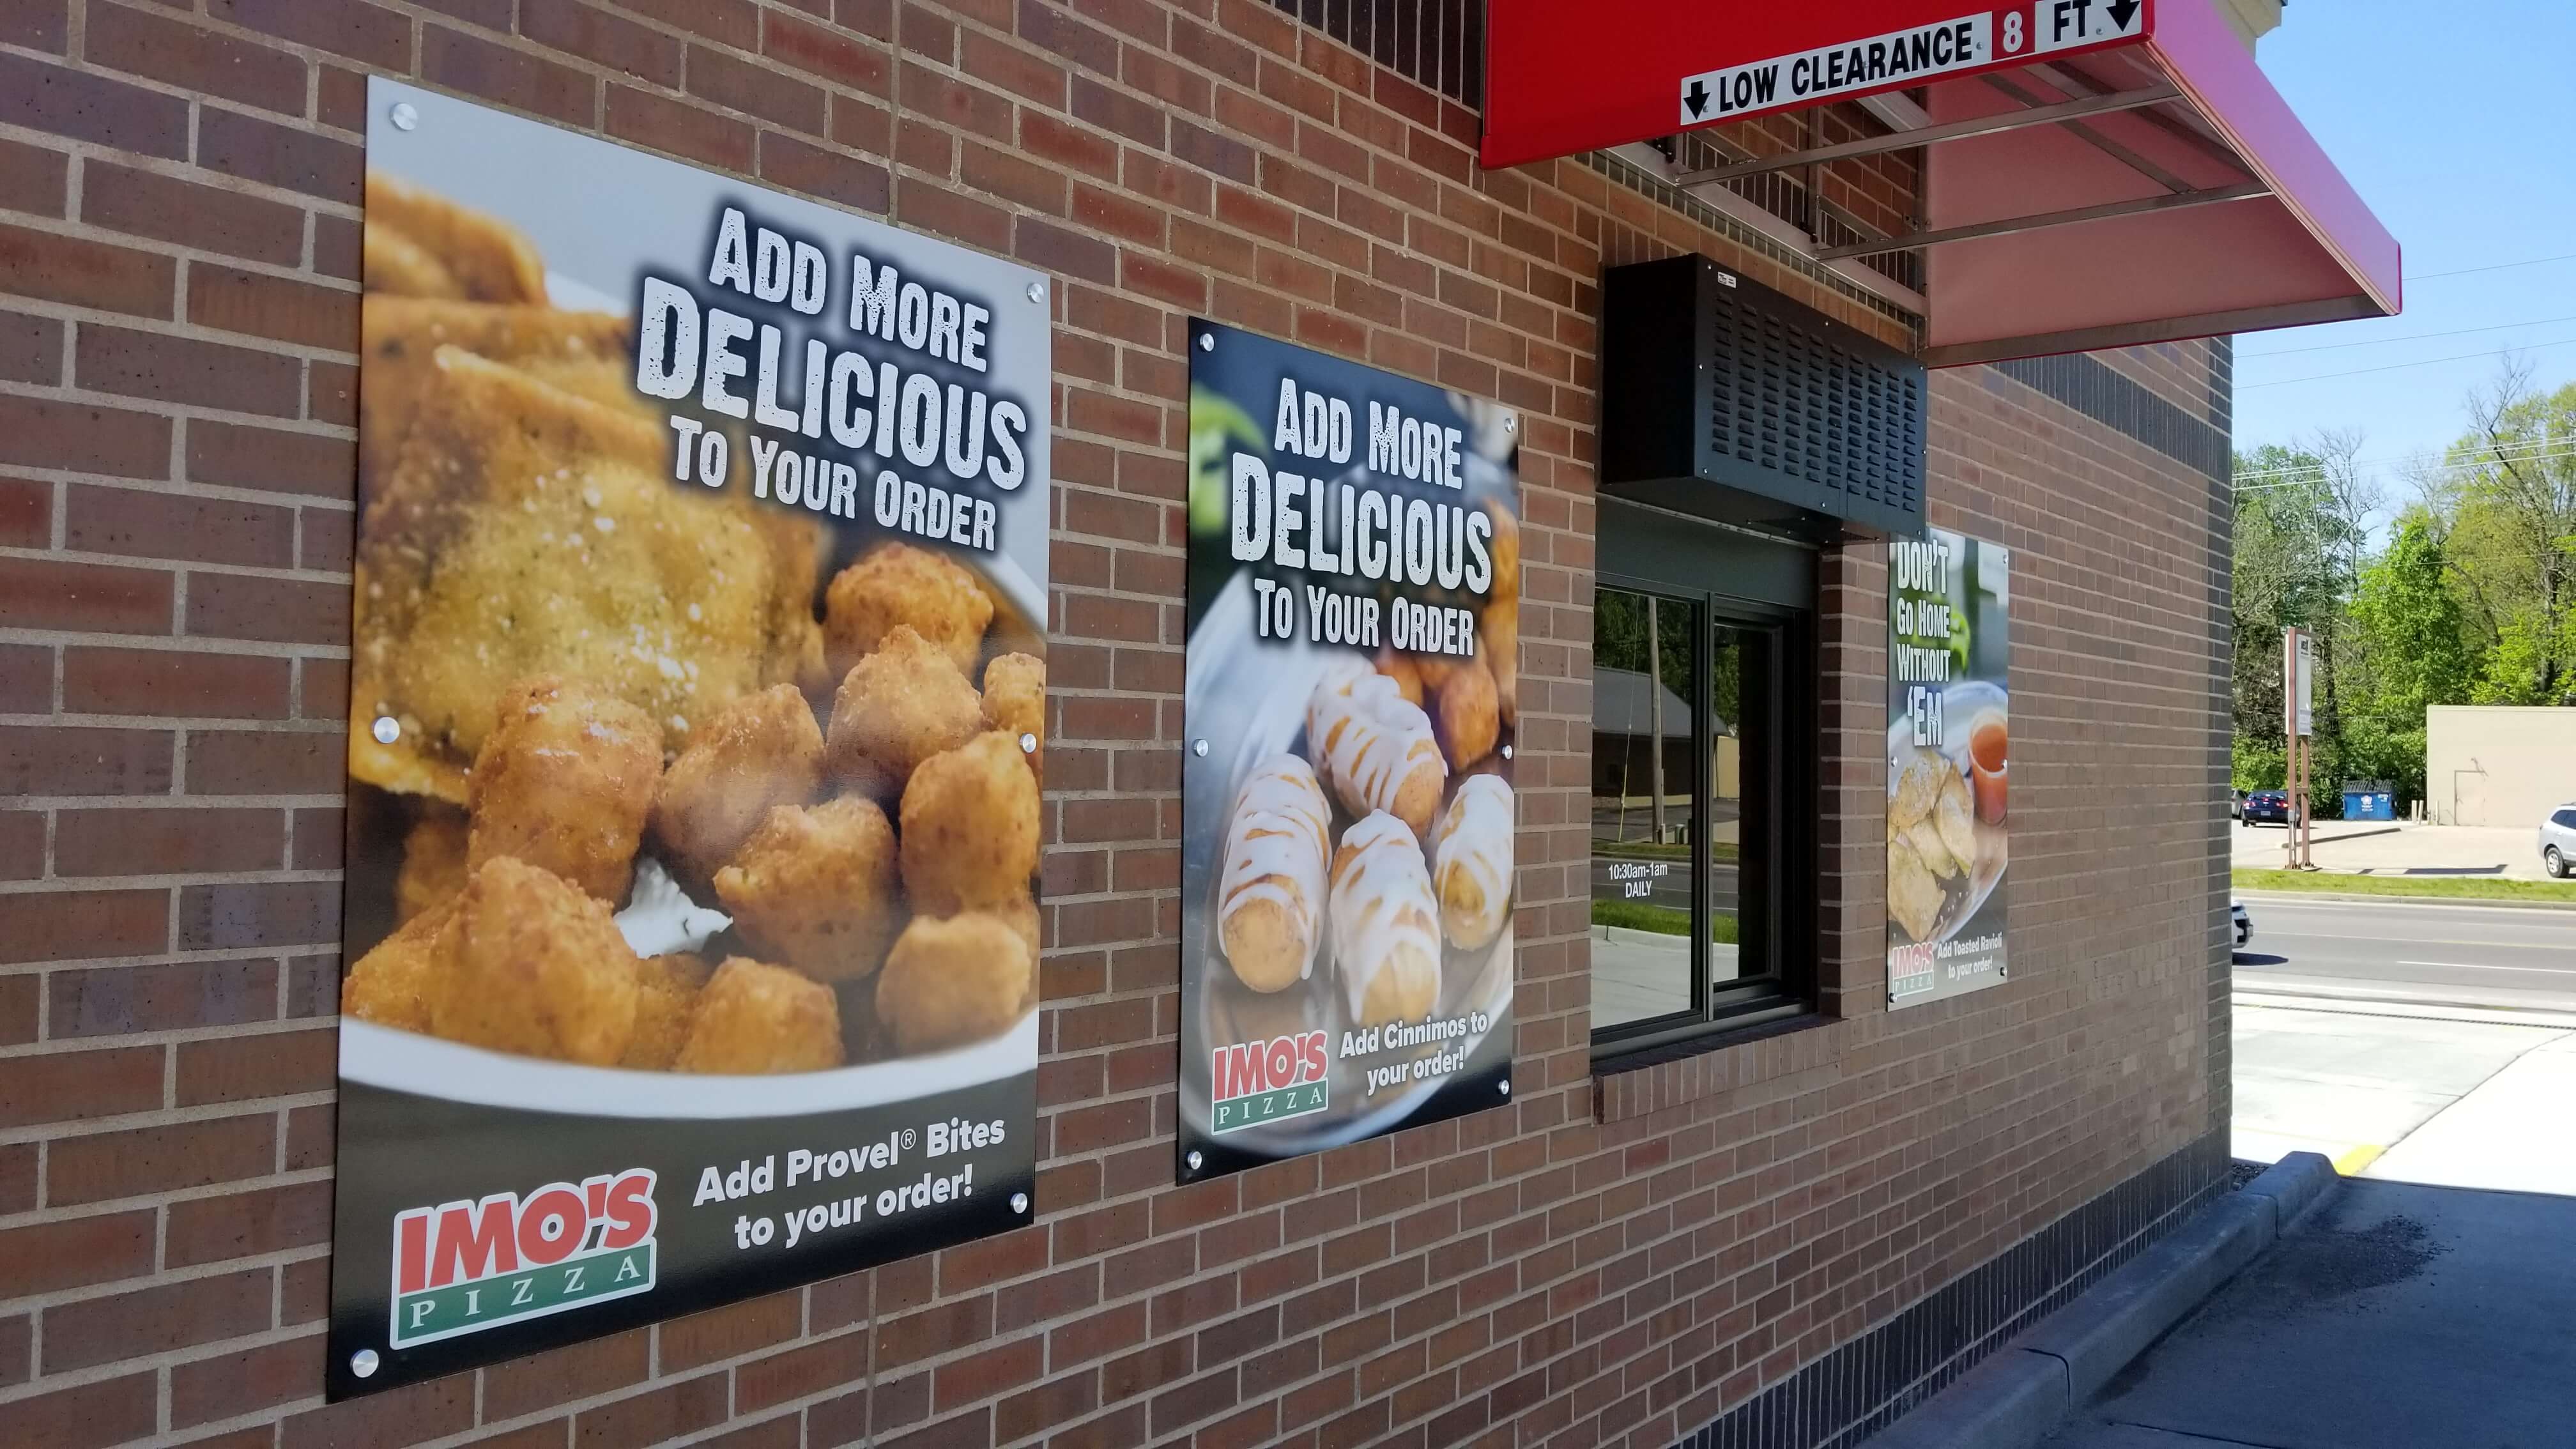 ADD MORE
DELICIOUS
TO YOUR ORDER
IMO'S
PIZZA
Add Provel® Bites
to your order!
ADD MORE
DELICIOUS
TO YOUR ORDER
IMO'S
PIZZA
Add Cinnimos to
your order!
LOW CLEARANCE 8 FT
10:30am-1am
DAILY
DON'T
GO HOME
WITHOUT
'EM
IMO'S
PIZZA
Add Toasted Ravioli
to your order!